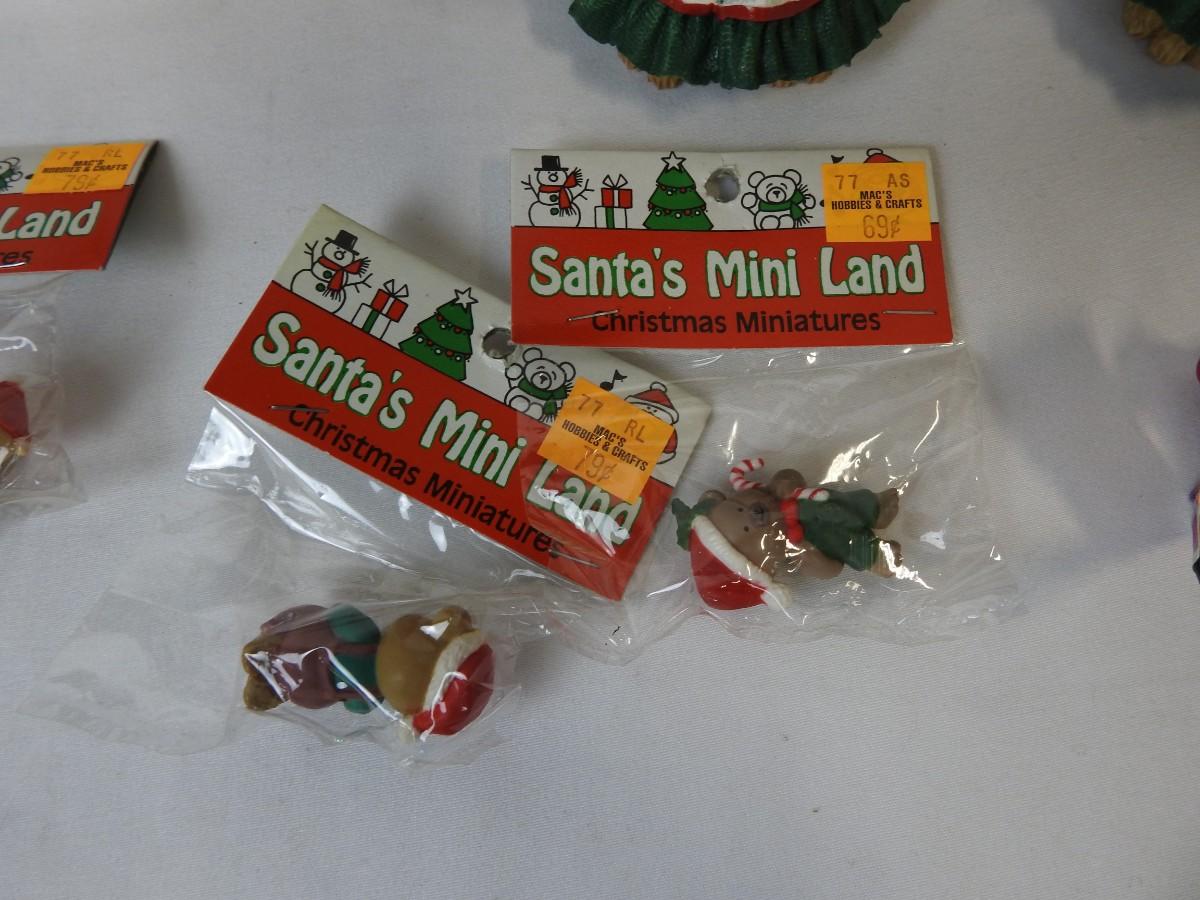 77 RL
MAC'S
HOBBIES & CRAFTS
79¢
Land
res
77 AS
MAC'S
HOBBIES & CRAFTS
69¢
Santa's Mini Land
Christmas Miniatures
77 RL
MAC'S
HOBBIES & CRAFTS
79¢
Santa's Mini Land
Christmas Miniatures